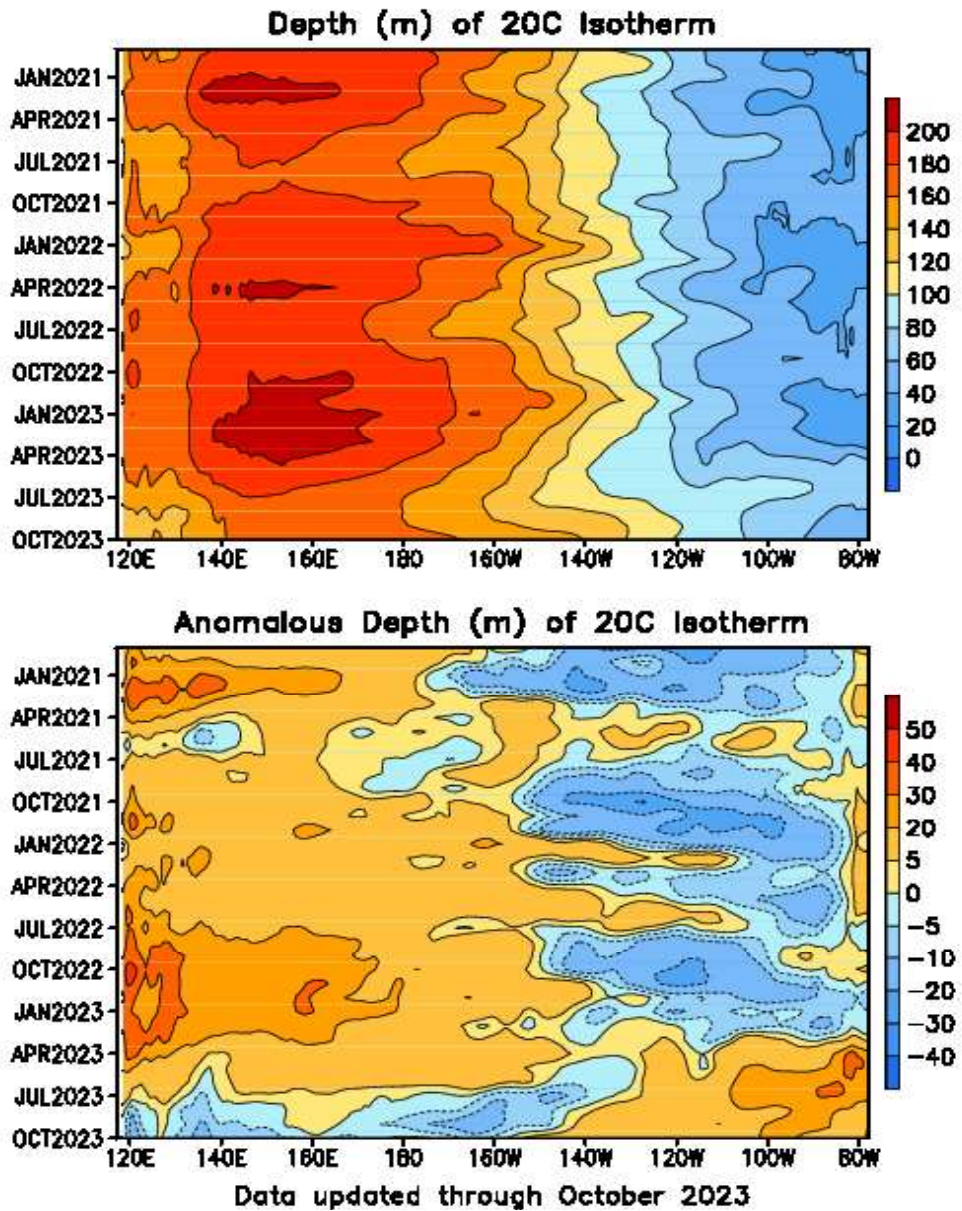 Depth (m) of 20C Isotherm
JAN2021
APR2021
JUL2021
OCT2021
JAN2022
APR2022
JUL2022
OCT2022
JAN2023
APR2023
JUL2023
OCT2023
120E 140E 160E 180 160W 140W 120W 100W 80W
200
180
160
140
120
100
80
60
40
20
0
Anomalous Depth (m) of 20C Isotherm
JAN2021
APR2021
JUL2021
OCT2021
JAN2022
APR2022
JUL2022
OCT2022
JAN2023
APR2023
JUL2023
OCT2023
120E 140E 160E 180 160W 140W 120W 100W 80W
50
40
30
20
5
0
-5
-10
-20
-30
-40
Data updated through October 2023